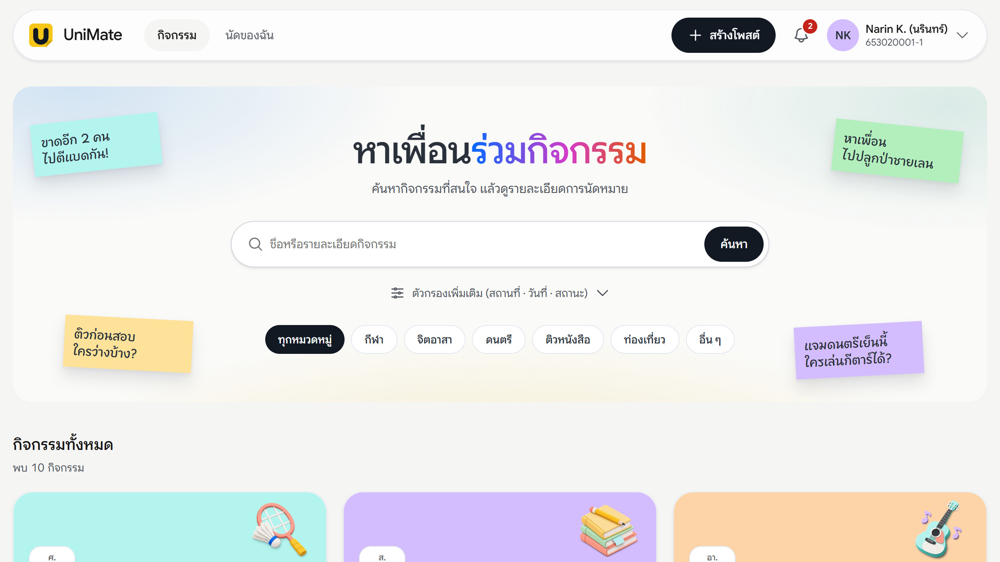 U UniMate กิจกรรม นัดของฉัน + สร้างโพสต์ 2 NK Narin K. (นรินทร์)
653020001-1
ขาดอีก 2 คน
ไปตีแบดกัน!
หาเพื่อน
ไปปลูกป่าชายเลน
หาเพื่อนร่วมกิจกรรม
ค้นหากิจกรรมที่สนใจ แล้วดูรายละเอียดการนัดหมาย
ชื่อหรือรายละเอียดกิจกรรม ค้นหา
ตัวกรองเพิ่มเติม (สถานที่ · วันที่ · สถานะ)
ติวก่อนสอบ
ใครว่างบ้าง?
ทุกหมวดหมู่ กีฬา จิตอาสา ดนตรี ติวหนังสือ ท่องเที่ยว อื่น ๆ
แจมดนตรีเย็นนี้
ใครเล่นกีตาร์ได้?
กิจกรรมทั้งหมด
พบ 10 กิจกรรม
ศ. ส. อา.